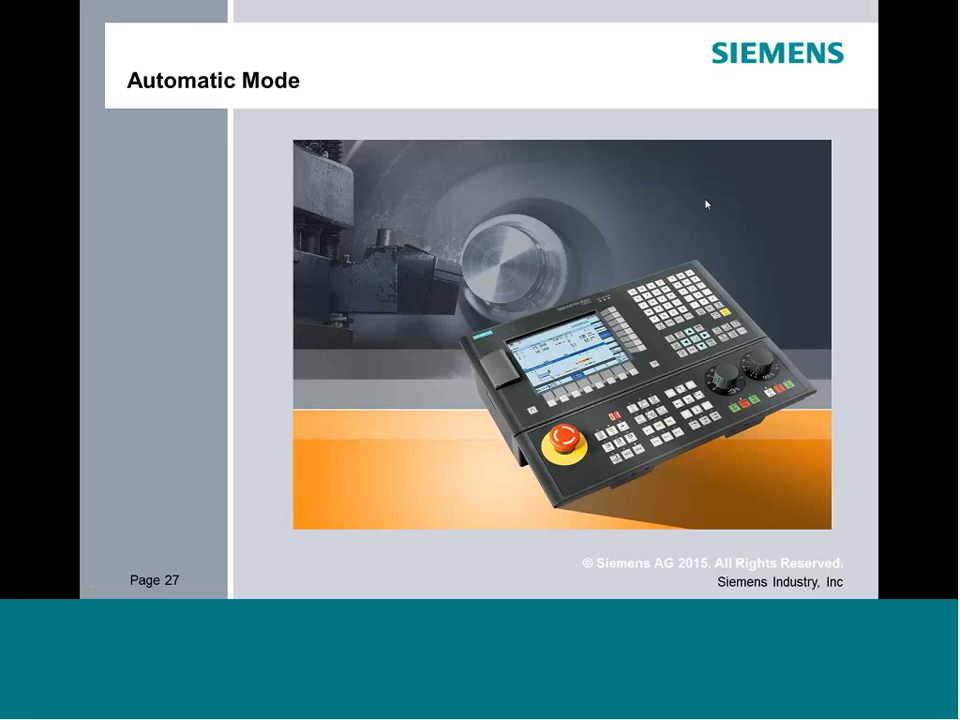 SIEMENS
Automatic Mode
© Siemens AG 2015. All Rights Reserved.
Page 27
Siemens Industry, Inc